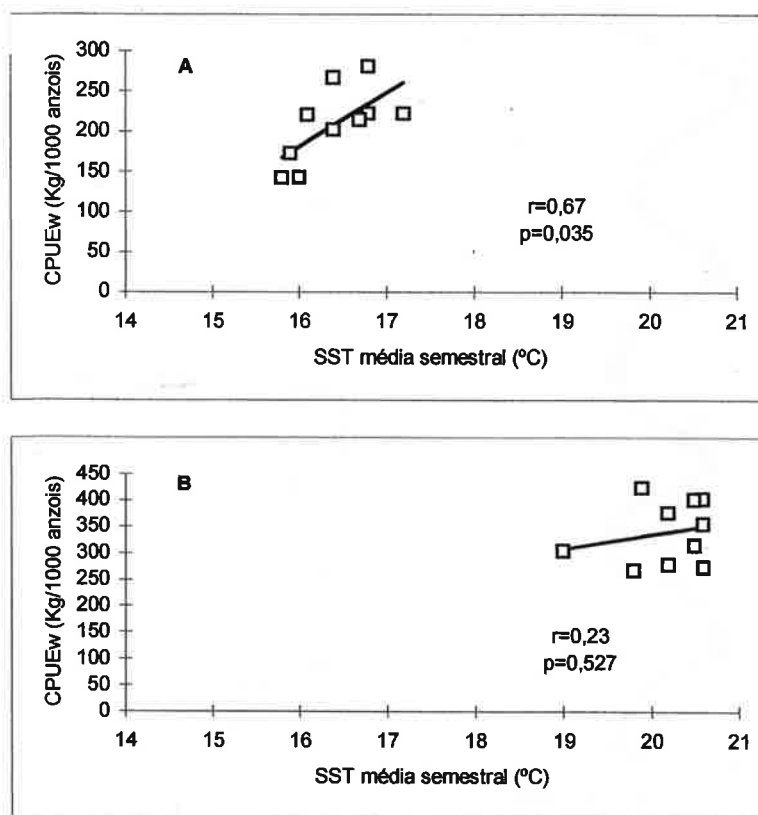 A
300
250
200
150
100
50
0
CPUEw (Kg/1000 anzois)
r=0,67
p=0,035
14 15 16 17 18 19 20 21
SST média semestral (ºC)
B
450
400
350
300
250
200
150
100
50
0
CPUEw (Kg/1000 anzois)
r=0,23
p=0,527
14 15 16 17 18 19 20 21
SST média semestral (ºC)